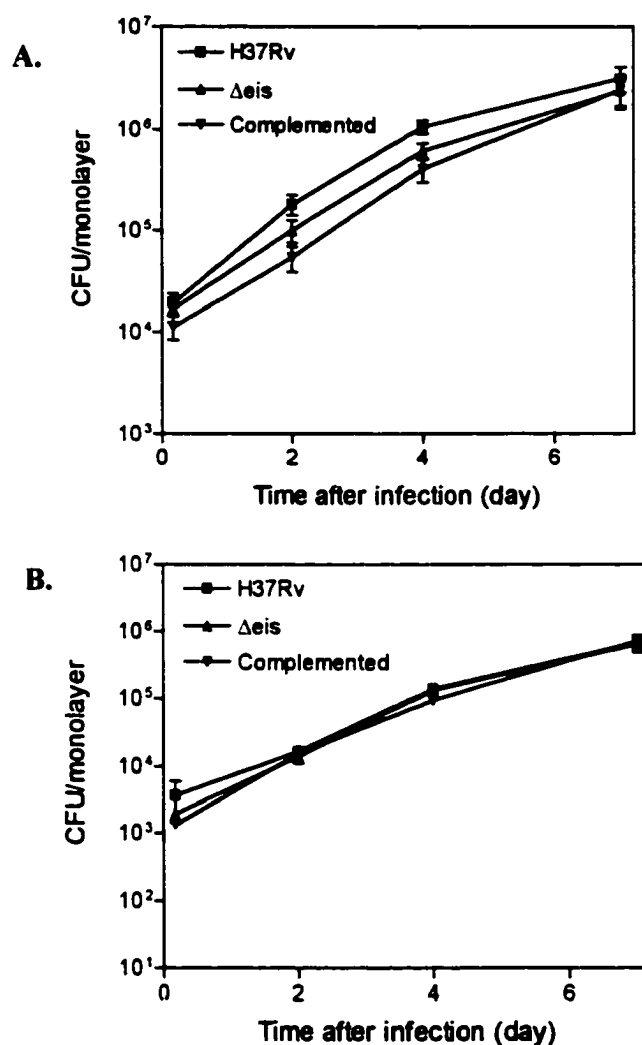 A.
H37Rv
Δeis
Complemented
10⁷
10⁶
10⁵
10⁴
10³
CFU/monolayer
0 2 4 6
Time after infection (day)
B.
H37Rv
Δeis
Complemented
10⁷
10⁶
10⁵
10⁴
10³
10²
10¹
CFU/monolayer
0 2 4 6
Time after infection (day)